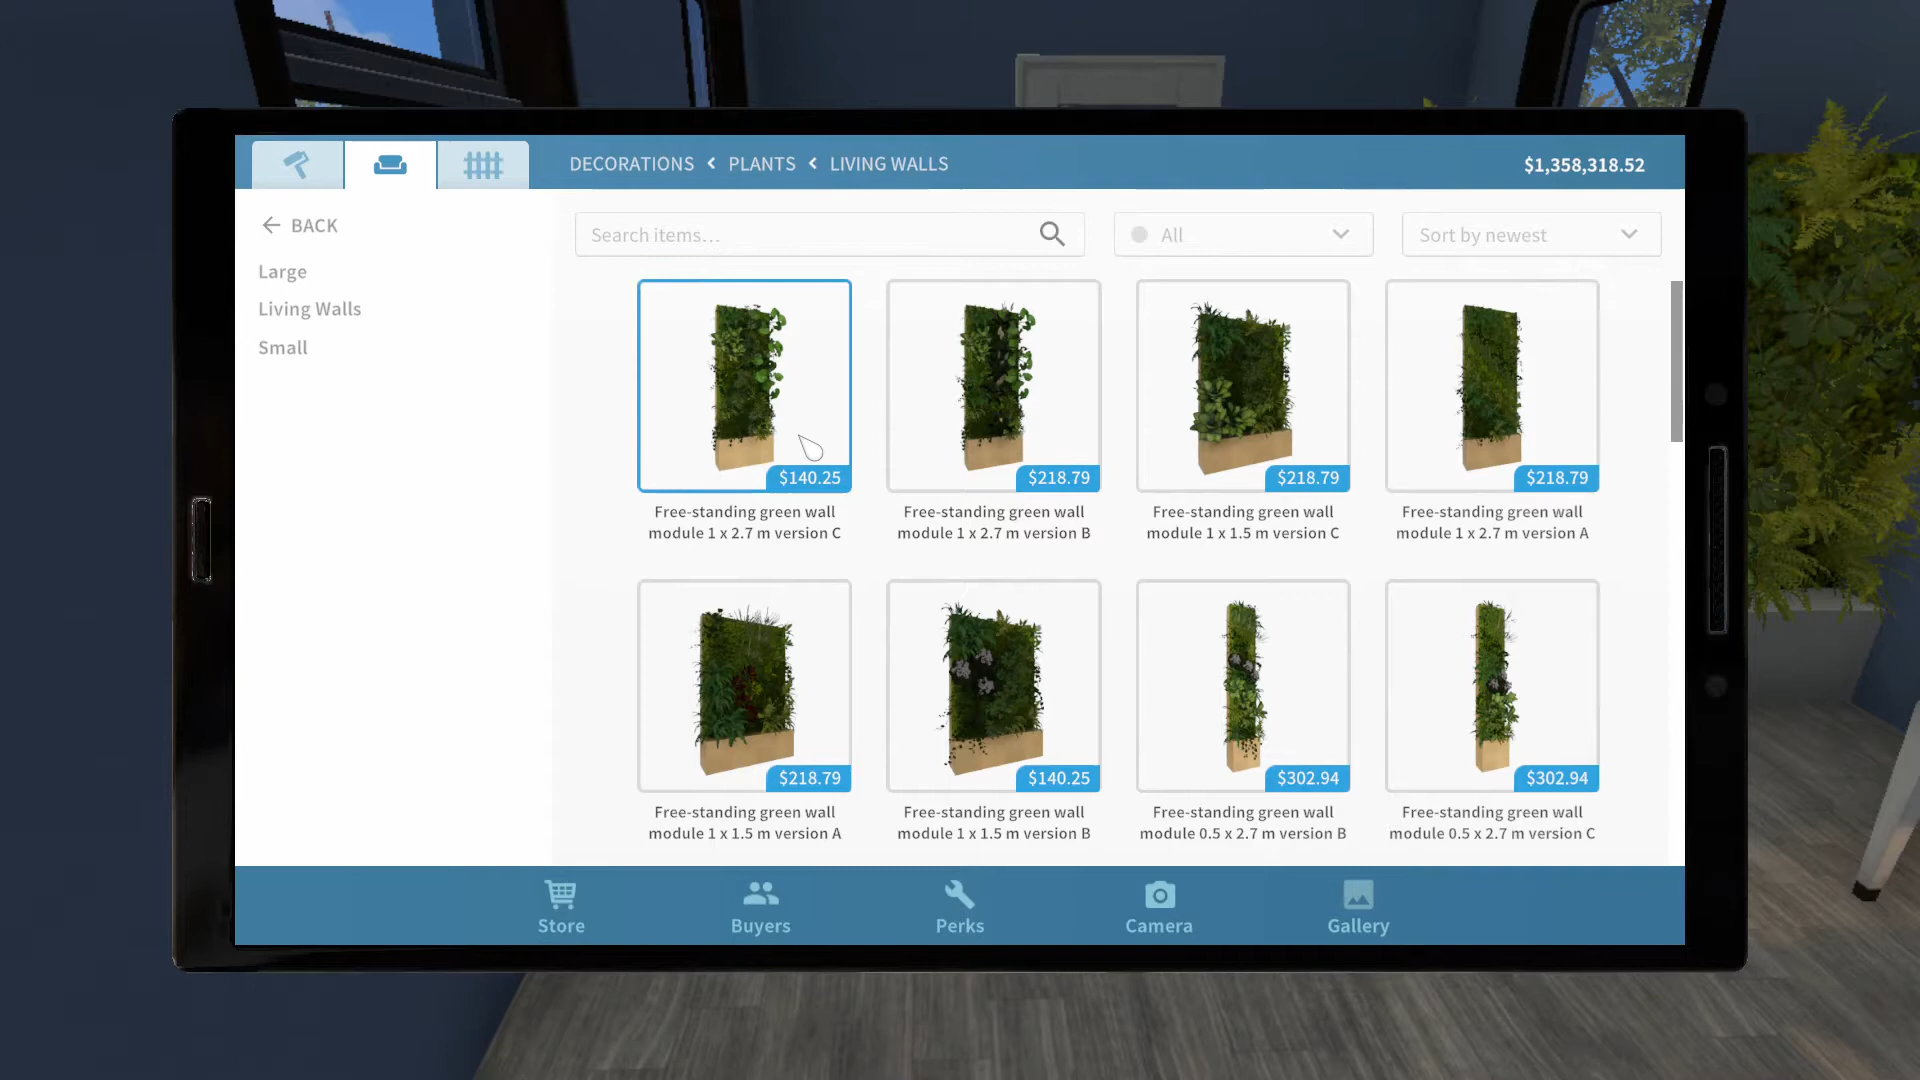 DECORATIONS < PLANTS < LIVING WALLS
$1,358,318.52
BACK
Large
Living Walls
Small
Search items...
All
Sort by newest
$140.25
Free-standing green wall
module 1 x 2.7 m version C
$218.79
Free-standing green wall
module 1 x 2.7 m version B
$218.79
Free-standing green wall
module 1 x 1.5 m version C
$218.79
Free-standing green wall
module 1 x 2.7 m version A
$218.79
Free-standing green wall
module 1 x 1.5 m version A
$140.25
Free-standing green wall
module 1 x 1.5 m version B
$302.94
Free-standing green wall
module 0.5 x 2.7 m version B
$302.94
Free-standing green wall
module 0.5 x 2.7 m version C
Store
Buyers
Perks
Camera
Gallery